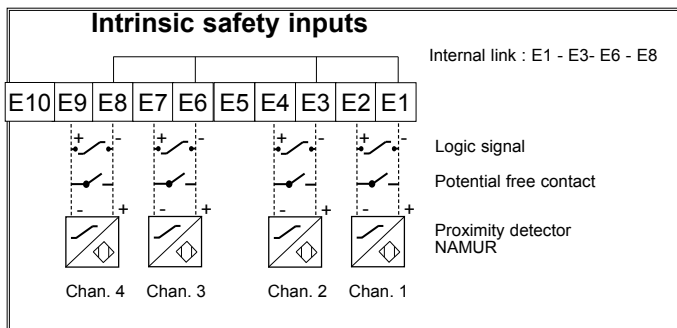 Intrinsic safety inputs
Internal link : E1 - E3- E6 - E8
E10 E9 E8 E7 E6 E5 E4 E3 E2 E1
+ - + - + - + -
Logic signal
Potential free contact
- + - + - + - +
Proximity detector
NAMUR
Chan. 4 Chan. 3 Chan. 2 Chan. 1